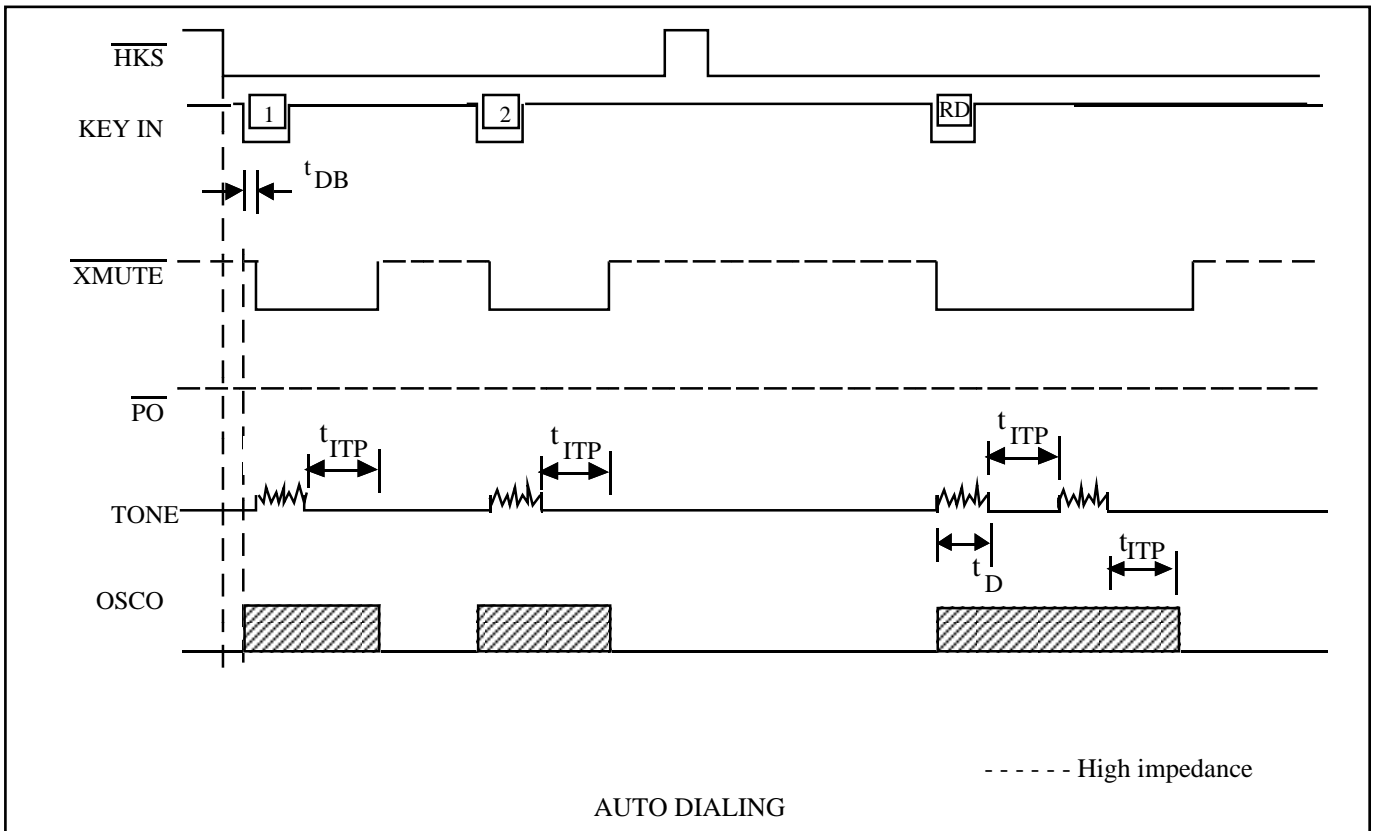 HKS
KEY IN
1
2
RD
tDB
XMUTE
PO
tITP
tITP
tITP
TONE
tD
tITP
OSCO
- - - - - - High impedance
AUTO DIALING